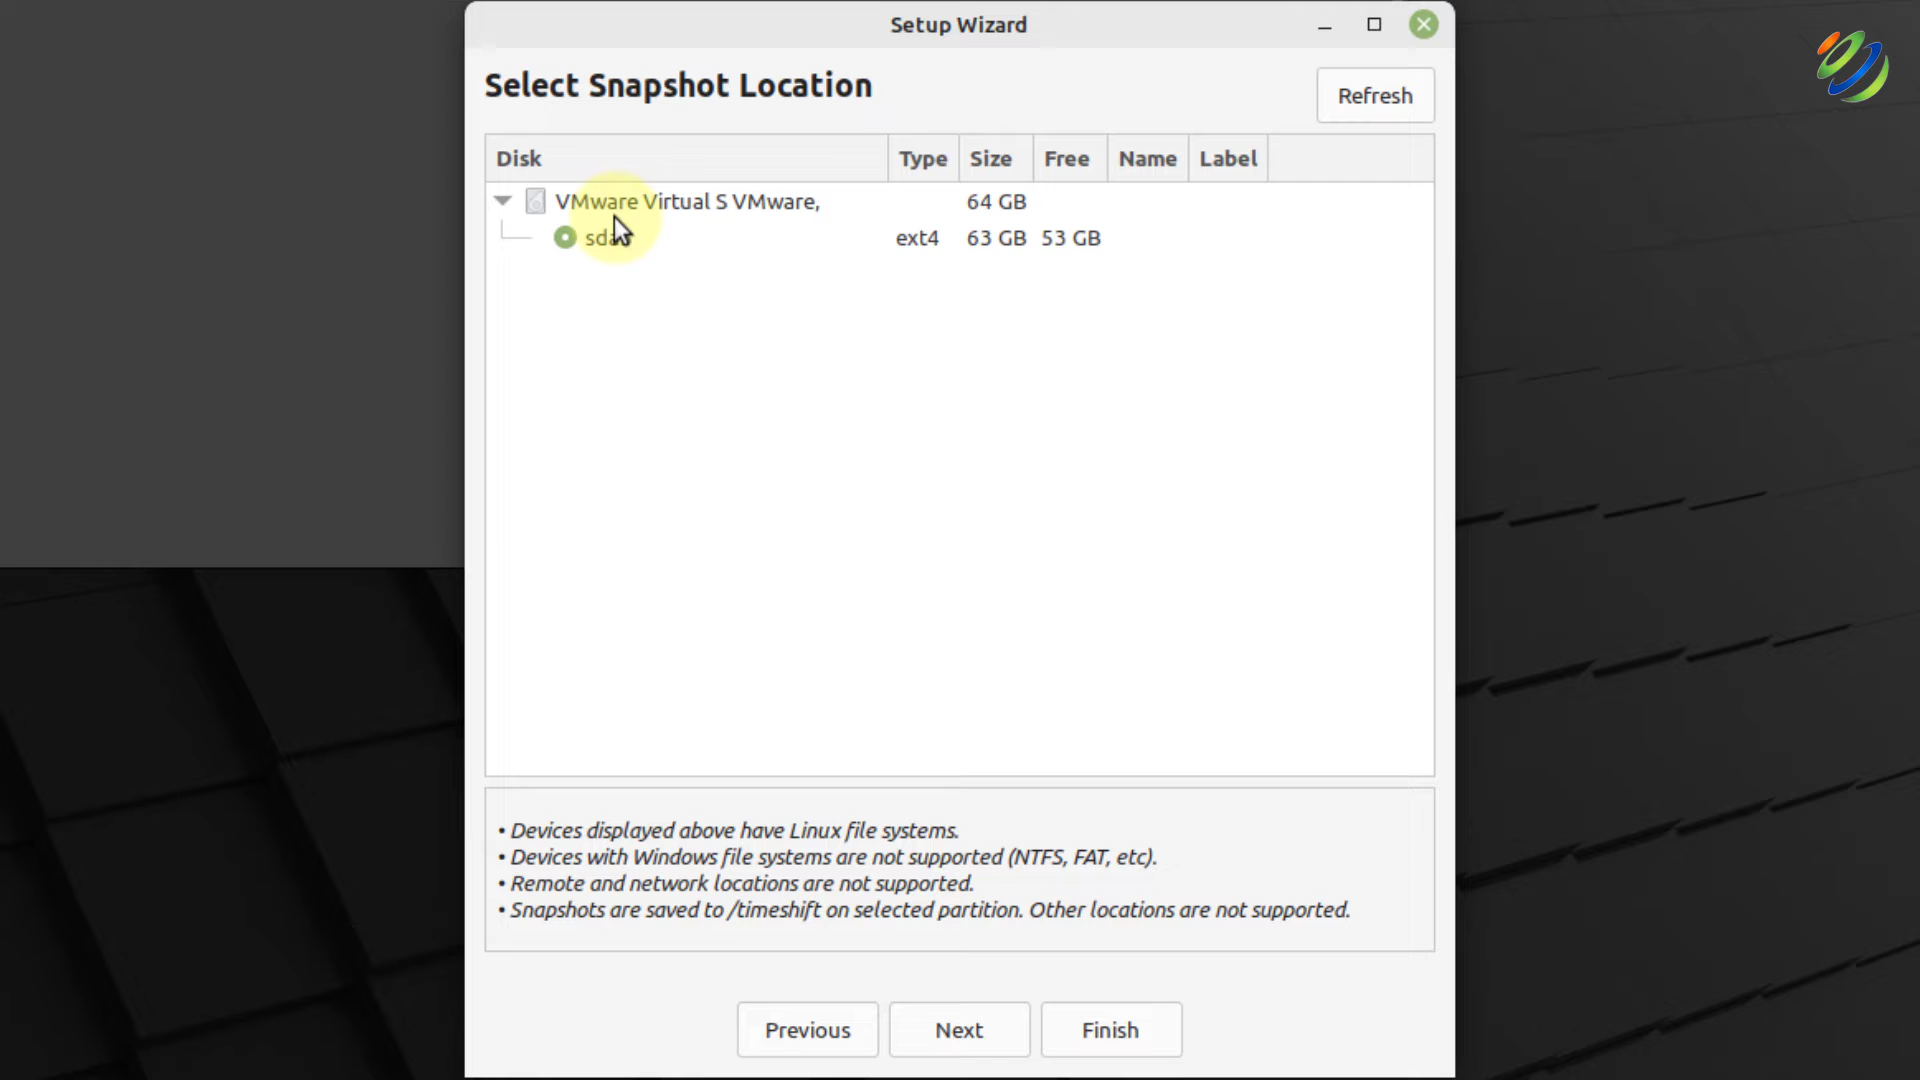 Setup Wizard
Select Snapshot Location
Refresh
Disk Type Size Free Name Label
VMware Virtual S VMware, 64 GB
ext4 63 GB 53 GB
• Devices displayed above have Linux file systems.
• Devices with Windows file systems are not supported (NTFS, FAT, etc).
• Remote and network locations are not supported.
• Snapshots are saved to /timeshift on selected partition. Other locations are not supported.
Previous Next Finish